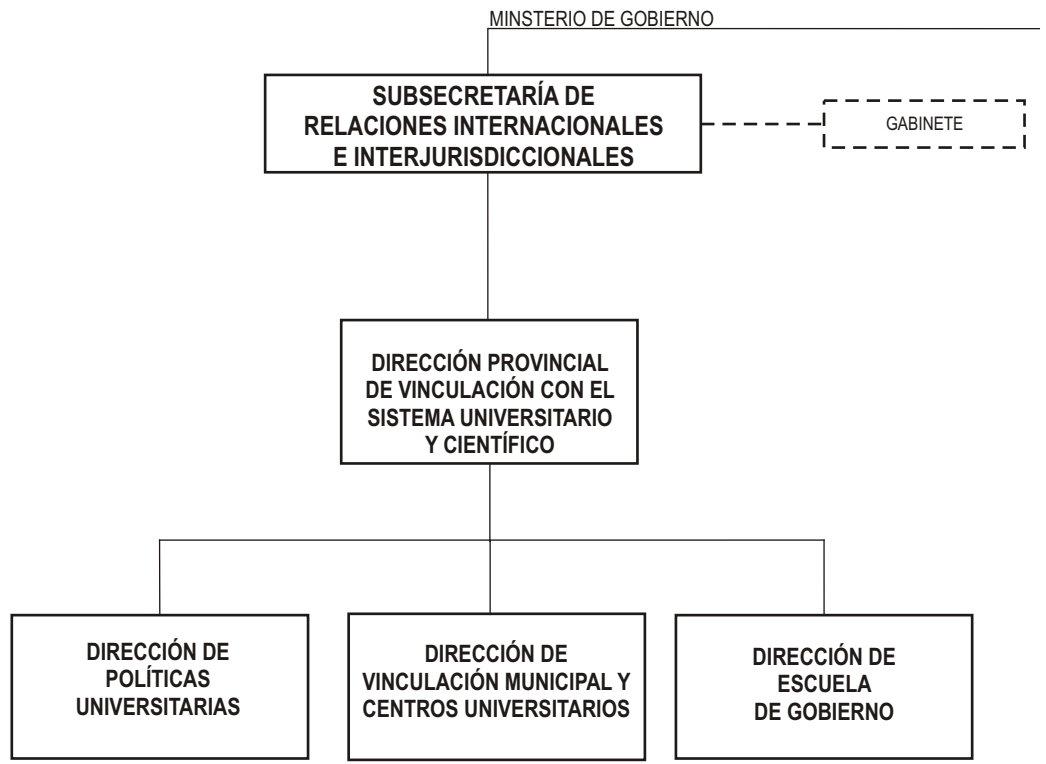 MINSTERIO DE GOBIERNO
SUBSECRETARÍA DE
RELACIONES INTERNACIONALES
E INTERJURISDICCIONALES
GABINETE
DIRECCIÓN PROVINCIAL
DE VINCULACIÓN CON EL
SISTEMA UNIVERSITARIO
Y CIENTÍFICO
DIRECCIÓN DE
POLÍTICAS
UNIVERSITARIAS
DIRECCIÓN DE
VINCULACIÓN MUNICIPAL Y
CENTROS UNIVERSITARIOS
DIRECCIÓN DE
ESCUELA
DE GOBIERNO